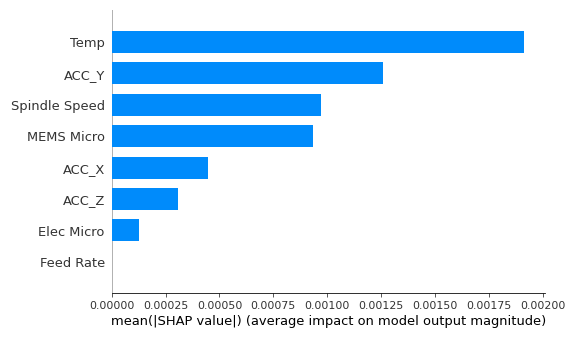 Temp
ACC_Y
Spindle Speed
MEMS Micro
ACC_X
ACC_Z
Elec Micro
Feed Rate
0.00000 0.00025 0.00050 0.00075 0.00100 0.00125 0.00150 0.00175 0.00200
mean(|SHAP value|) (average impact on model output magnitude)